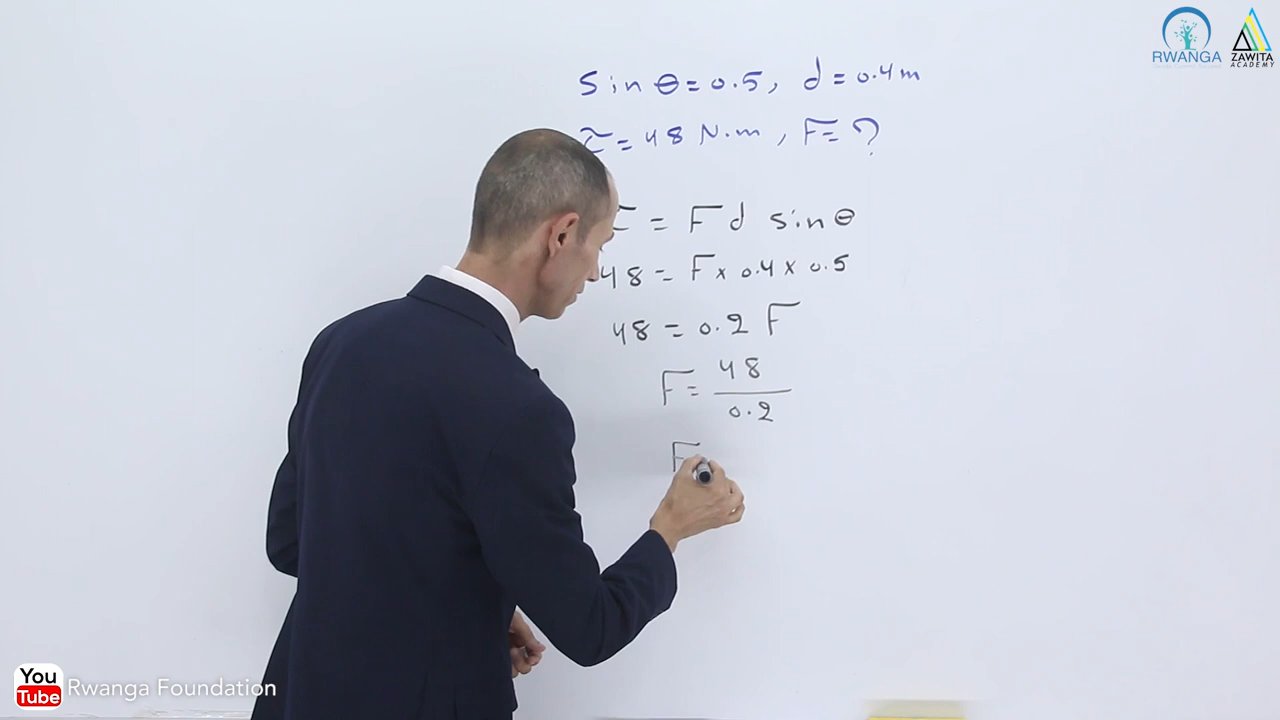 RWANGA
ZAWITA
ACADEMY
Sin θ = 0.5, d = 0.4 m
τ = 48 N.m, F = ?
τ = F d sin θ
48 = F x 0.4 x 0.5
48 = 0.2 F
F = 48
0.2
F
You
Tube Rwanga Foundation